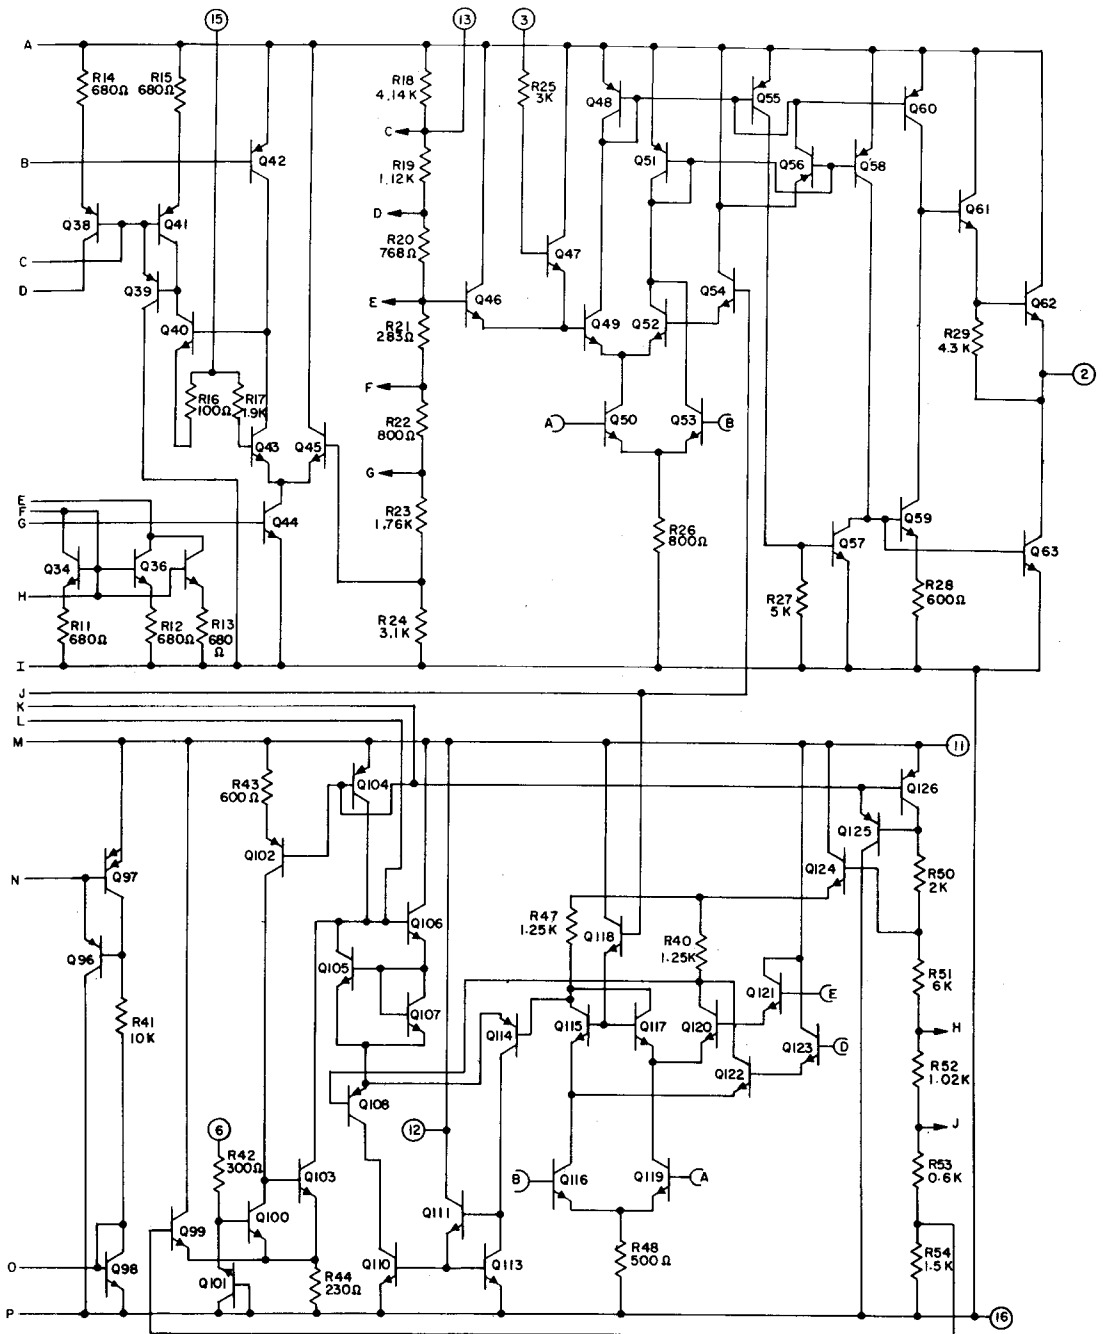 15
13
3
A
R14
680Ω
R15
680Ω
R18
4.14K
R25
3K
Q48
Q55
Q60
C
B
Q42
R19
1.12K
Q51
Q56
Q58
D
Q38
Q41
R20
768Ω
Q47
Q61
C
D
Q39
E
Q46
Q54
Q62
Q40
R21
283Ω
Q49
Q52
R29
4.3K
2
F
R16
100Ω
R17
1.9K
R22
800Ω
A
Q50
Q53
B
Q43
Q45
G
E
F
G
R23
1.76K
Q44
R26
800Ω
Q57
Q59
Q63
Q34
Q36
H
R27
5K
R28
600Ω
R11
680Ω
R12
680Ω
R13
680
Ω
R24
3.1K
I
J
K
L
M
11
R43
600Ω
Q104
Q126
Q125
Q102
Q124
R50
2K
N
Q97
R47
1.25K
Q118
R40
1.25K
Q106
Q96
Q105
R51
6K
Q121
E
Q107
R41
10K
Q114
Q115
Q117
Q120
H
Q123
D
Q122
R52
1.02K
Q108
6
12
J
R42
300Ω
Q103
B
Q116
Q119
A
R53
0.6K
Q99
Q100
Q111
R48
500Ω
R54
1.5K
O
Q98
Q101
R44
230Ω
Q110
Q113
P
16